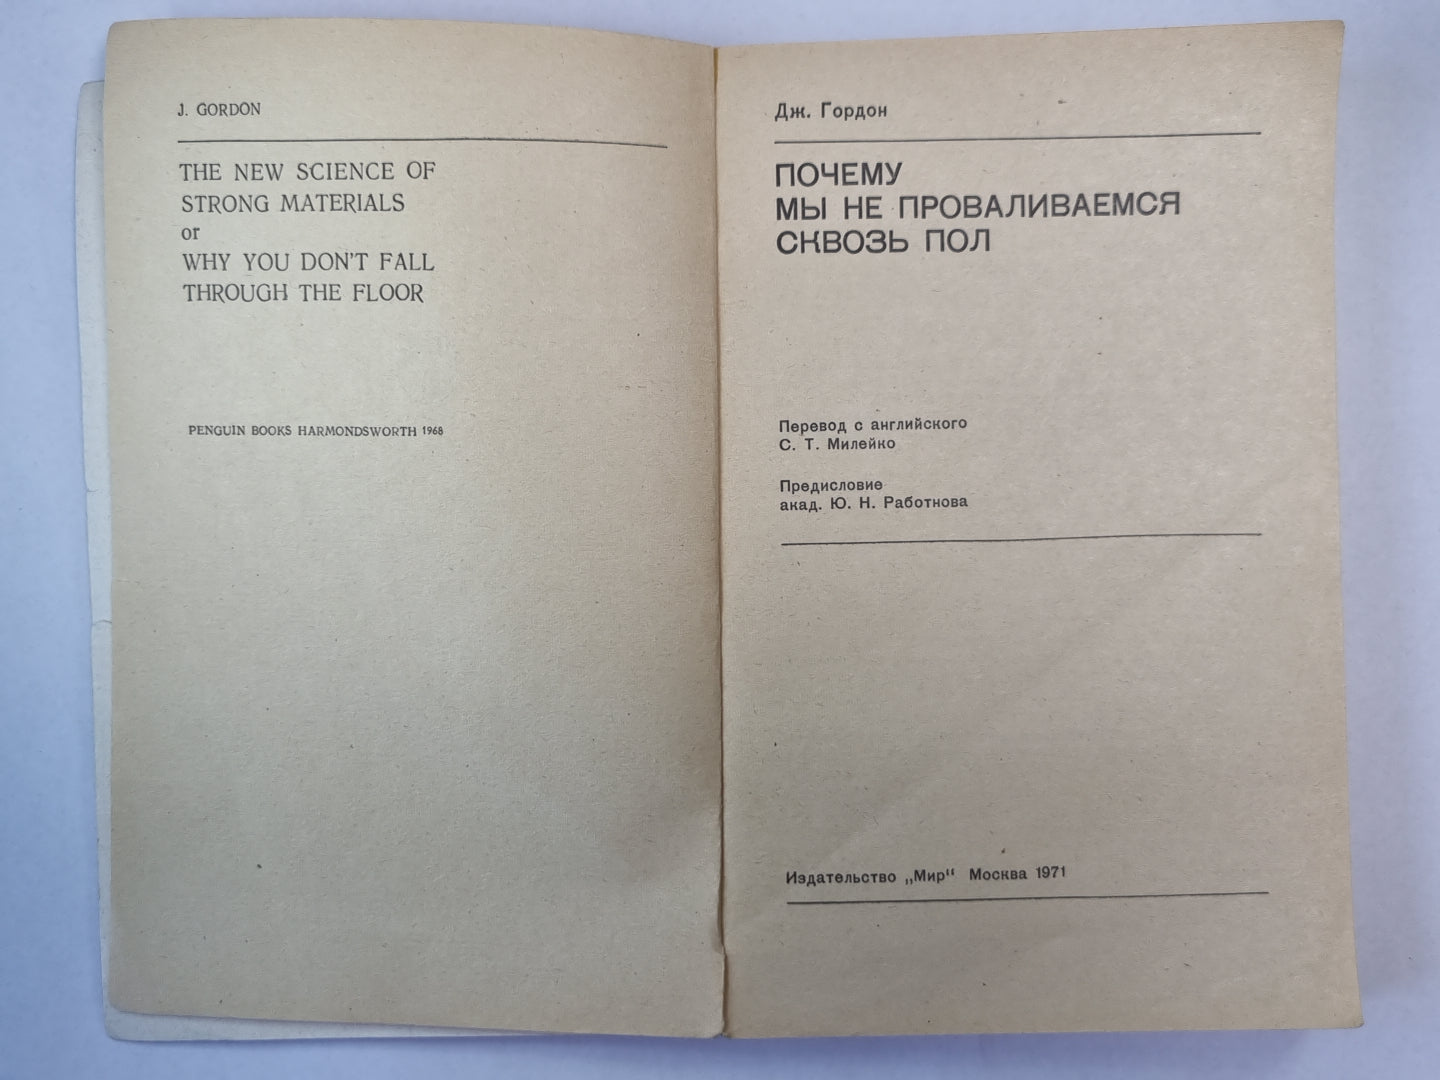 J. GORDON
THE NEW SCIENCE OF
STRONG MATERIALS
or
WHY YOU DON'T FALL
THROUGH THE FLOOR
PENGUIN BOOKS HARMONDSWORTH 1968
Дж. Гордон
ПОЧЕМУ
МЫ НЕ ПРОВАЛИВАЕМСЯ
СКВОЗЬ ПОЛ
Перевод с английского
С. Т. Милейко
Предисловие
акад. Ю. Н. Работнова
Издательство „Мир“ Москва 1971